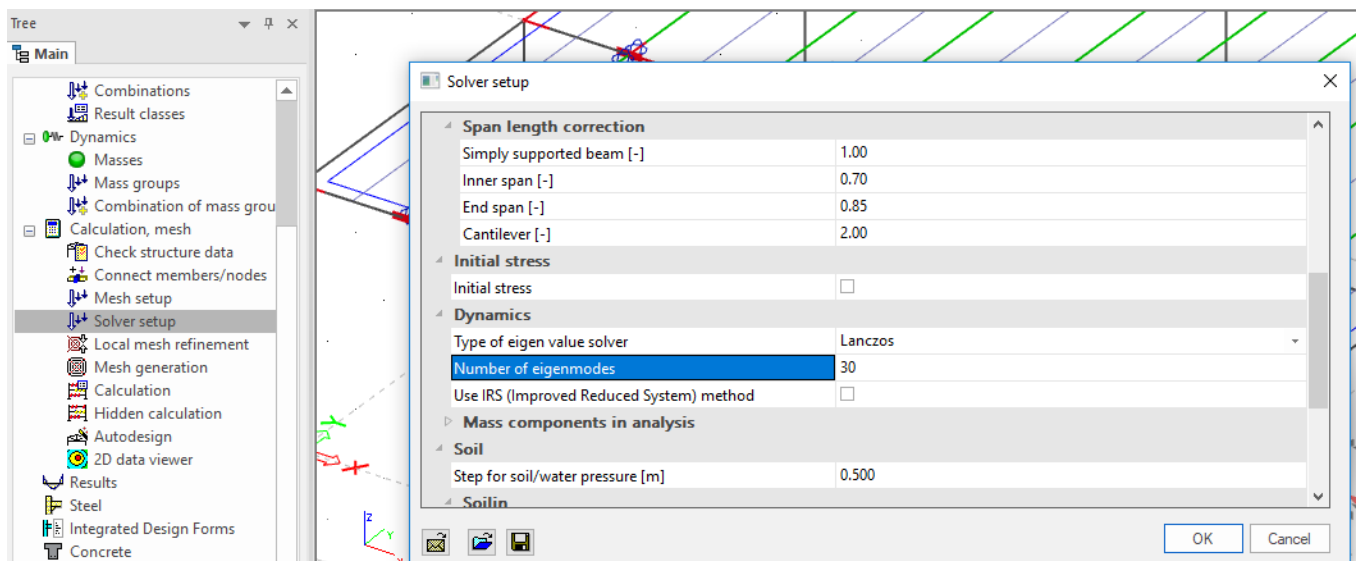 Tree
Main
Combinations
Result classes
Dynamics
Masses
Mass groups
Combination of mass grou
Calculation, mesh
Check structure data
Connect members/nodes
Mesh setup
Solver setup
Local mesh refinement
Mesh generation
Calculation
Hidden calculation
Autodesign
2D data viewer
Results
Steel
Integrated Design Forms
Concrete
Solver setup
Span length correction
Simply supported beam [-] 1.00
Inner span [-] 0.70
End span [-] 0.85
Cantilever [-] 2.00
Initial stress
Initial stress
Dynamics
Type of eigen value solver Lanczos
Number of eigenmodes 30
Use IRS (Improved Reduced System) method
Mass components in analysis
Soil
Step for soil/water pressure [m] 0.500
Soilin
OK Cancel
Y
X
z
Y